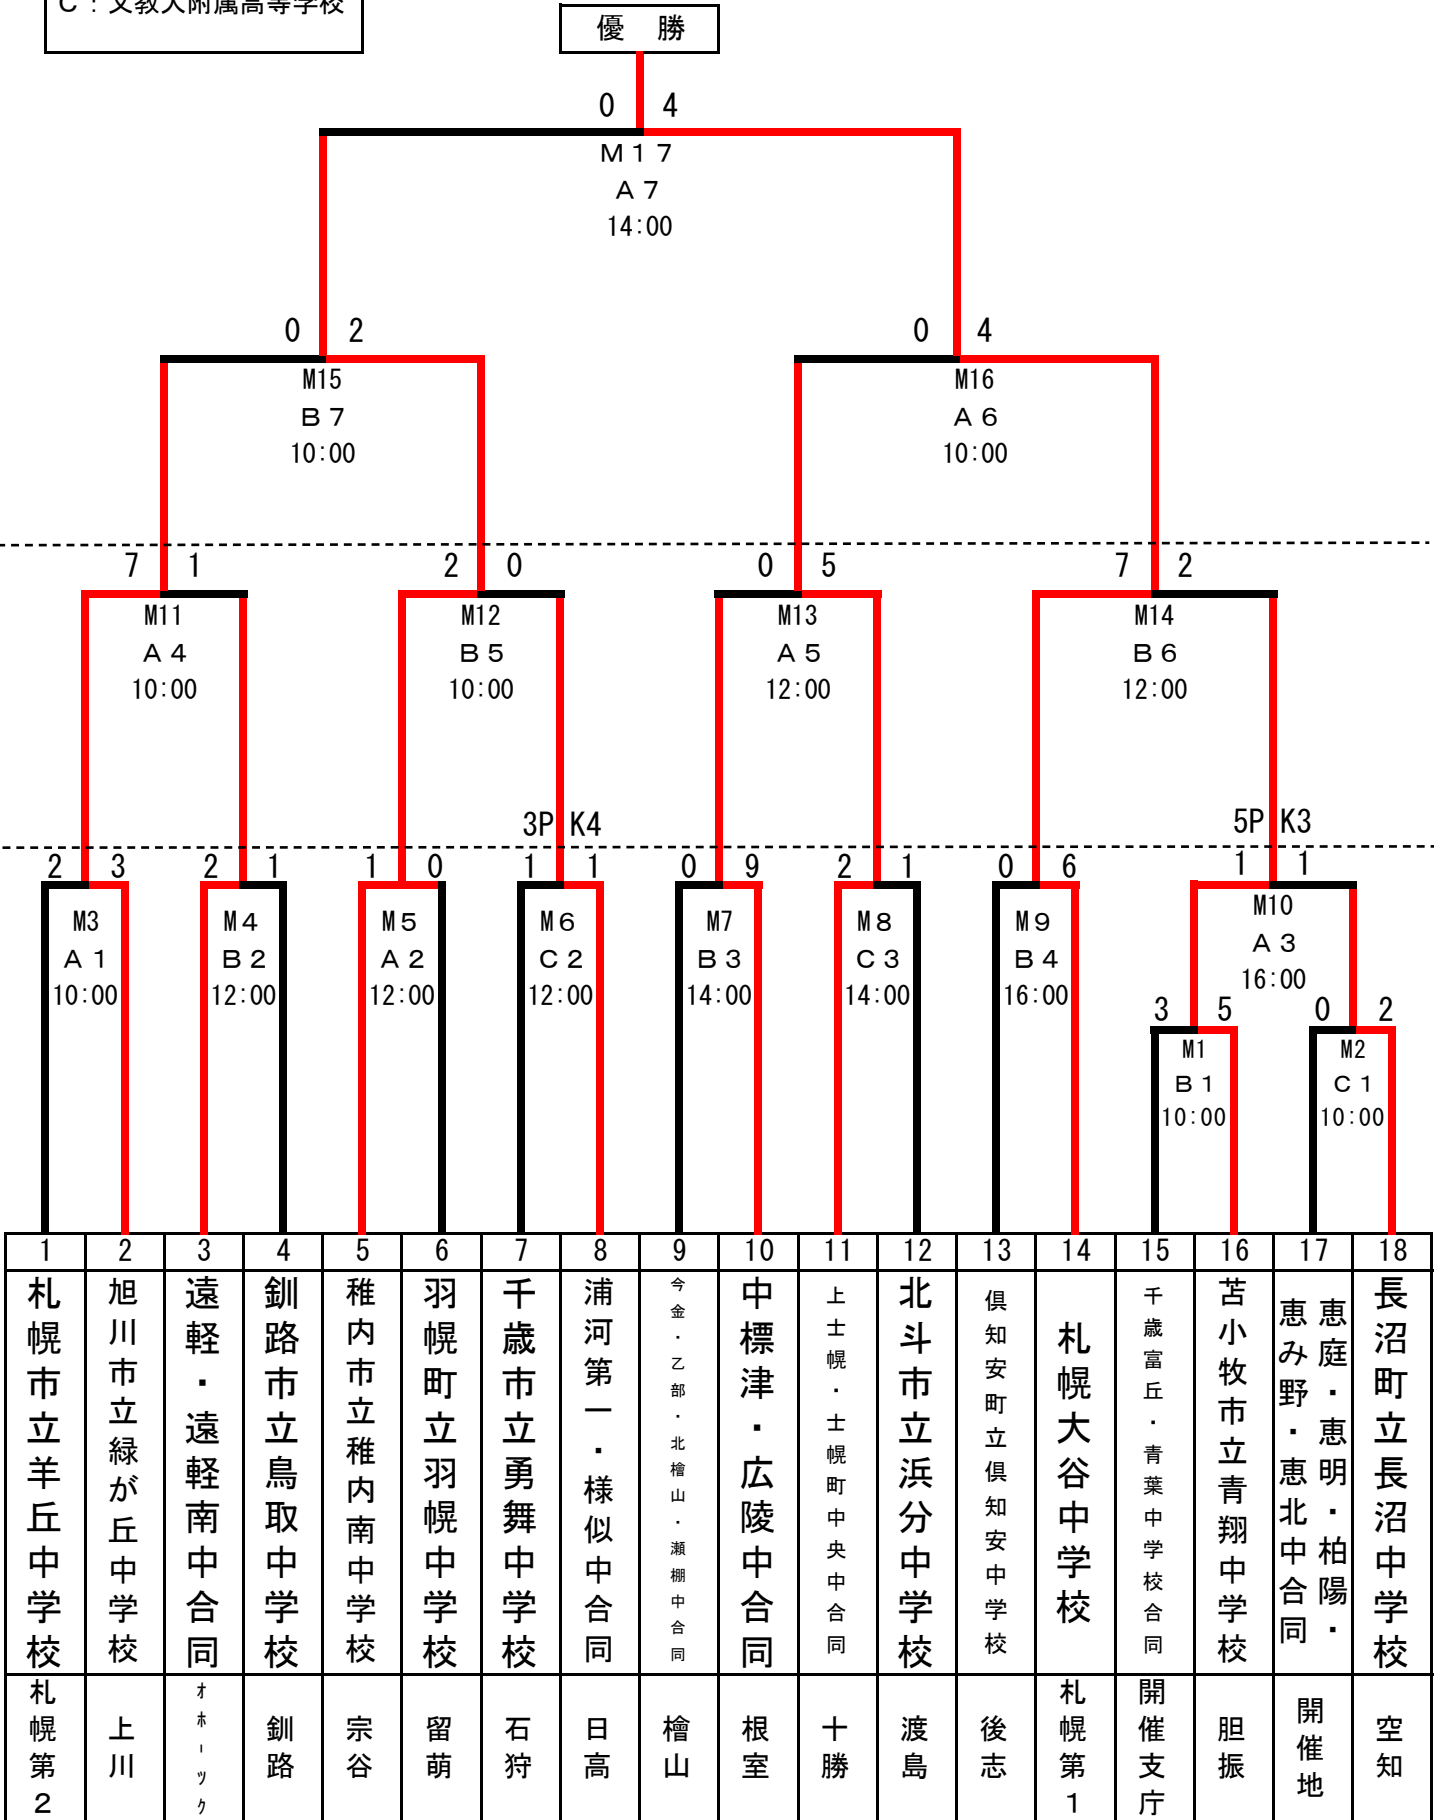 C：文教大附属高等学校
優　勝
0 4
Ｍ１７
Ａ７
14:00
0 2
M15
Ｂ７
10:00
0 4
M16
Ａ６
10:00
7 1
M11
Ａ４
10:00
2 0
M12
Ｂ５
10:00
0 5
M13
Ａ５
12:00
7 2
M14
Ｂ６
12:00
3PK4
5PK3
2 3
M3
Ａ１
10:00
2 1
M４
Ｂ２
12:00
1 0
M５
Ａ２
12:00
1 1
M６
Ｃ２
12:00
0 9
M7
Ｂ３
14:00
2 1
M８
Ｃ３
14:00
0 6
M９
Ｂ４
16:00
1 1
M10
Ａ３
16:00
3 5
M1
Ｂ１
10:00
0 2
M2
Ｃ１
10:00
1 2 3 4 5 6 7 8 9 10 11 12 13 14 15 16 17 18
札幌市立羊丘中学校
旭川市立緑が丘中学校
遠軽・遠軽南中合同
釧路市立鳥取中学校
稚内市立稚内南中学校
羽幌町立羽幌中学校
千歳市立勇舞中学校
浦河第一・様似中合同
今金・乙部・北檜山・瀬棚中合同
中標津・広陵中合同
上士幌・士幌町中央中合同
北斗市立浜分中学校
倶知安町立倶知安中学校
札幌大谷中学校
千歳富丘・青葉中学校合同
苫小牧市立青翔中学校
恵庭・恵明・柏陽・
恵み野・恵北中合同
長沼町立長沼中学校
札幌第２
上川
ｵﾎｰﾂｸ
釧路
宗谷
留萌
石狩
日高
檜山
根室
十勝
渡島
後志
札幌第１
開催支庁
胆振
開催地
空知